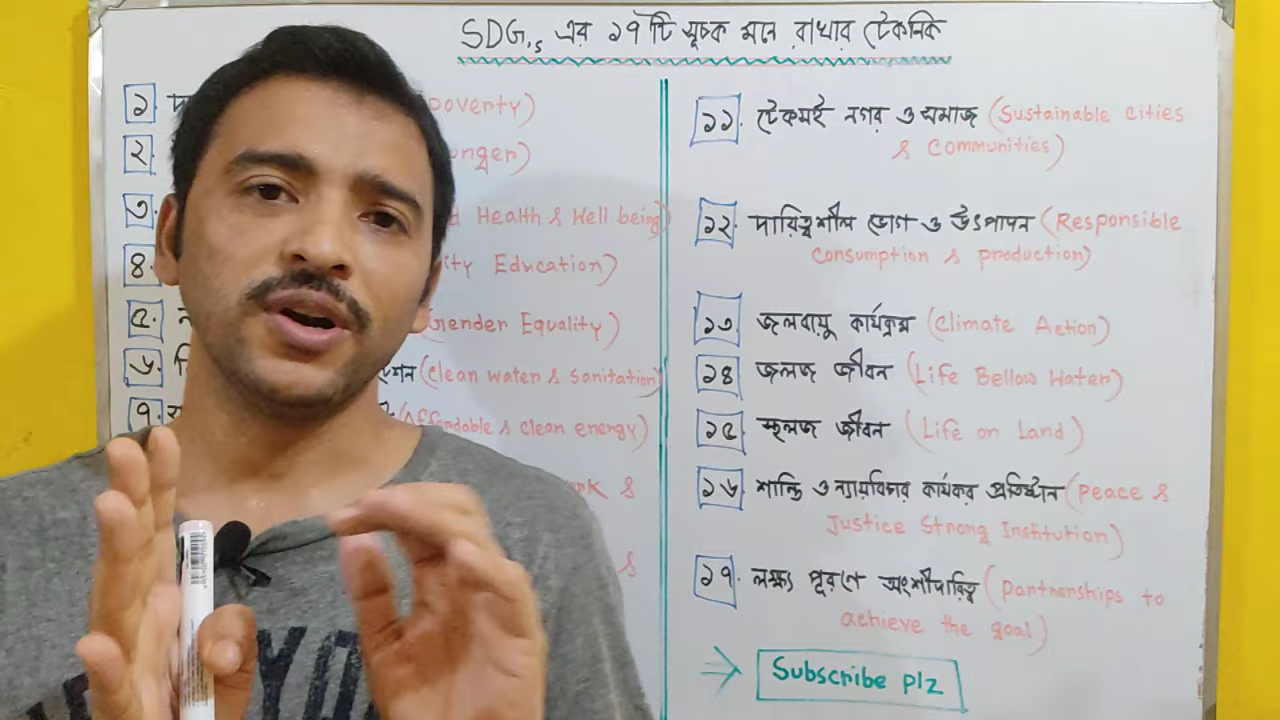 SDG,s এর ১৭ টি সূচক মনে রাখার টেকনিক
১.
poverty)
২.
৩.
Health & Well being)
৪.
Education)
৫.
Gender Equality)
৬.
(Clean water & Sanitation)
৭.
Affordable & clean energy)
&
&
১১. টেকসই নগর ও সমাজ (Sustainable cities
& Communities)
১২. দায়িত্বশীল ভোগ ও উৎপাদন (Responsible
Consumption & production)
১৩. জলবায়ু কার্যক্রম (Climate Action)
১৪. জলজ জীবন (Life Bellow Water)
১৫. স্থলজ জীবন (Life on Land)
১৬. শান্তি ও ন্যায়বিচার কার্যকর প্রতিষ্ঠান (Peace &
Justice Strong Institution)
১৭. লক্ষ্য পূরণে অংশীদারিত্ব (Partnerships to
achieve the goal)
→ Subscribe plz